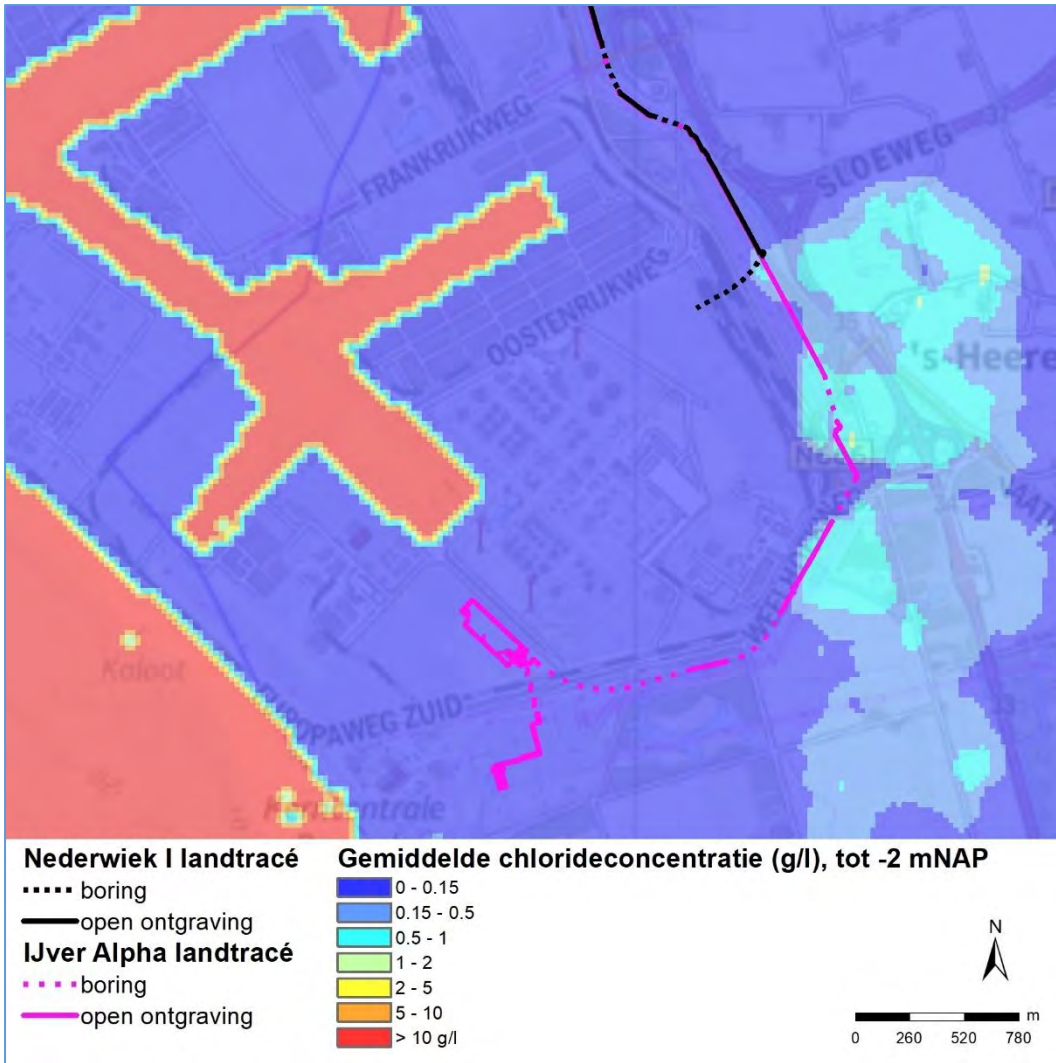 FRANKRIJKWEG
SLOEWEG
OOSTENRIJKWEG
's-Heere
Kaloot
PAWEG ZUID
Kerncentrale
Nederwiek I landtracé
boring
open ontgraving
IJver Alpha landtracé
boring
open ontgraving
Gemiddelde chlorideconcentratie (g/l), tot -2 mNAP
0 - 0.15
0.15 - 0.5
0.5 - 1
1 - 2
2 - 5
5 - 10
> 10 g/l
N
m
0 260 520 780